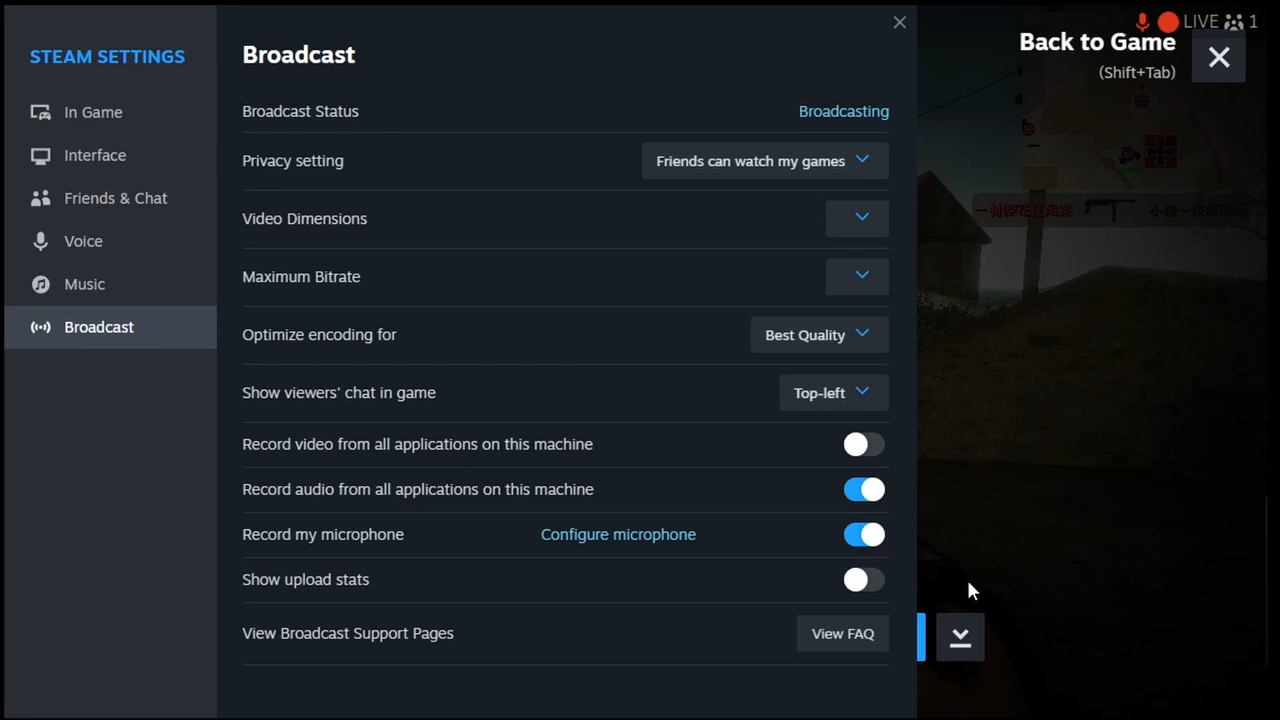 LIVE 1
STEAM SETTINGS
In Game
Interface
Friends & Chat
Voice
Music
Broadcast
Broadcast
Broadcast Status Broadcasting
Privacy setting Friends can watch my games
Video Dimensions
Maximum Bitrate
Optimize encoding for Best Quality
Show viewers' chat in game Top-left
Record video from all applications on this machine
Record audio from all applications on this machine
Record my microphone Configure microphone
Show upload stats
View Broadcast Support Pages View FAQ
Back to Game
(Shift+Tab)